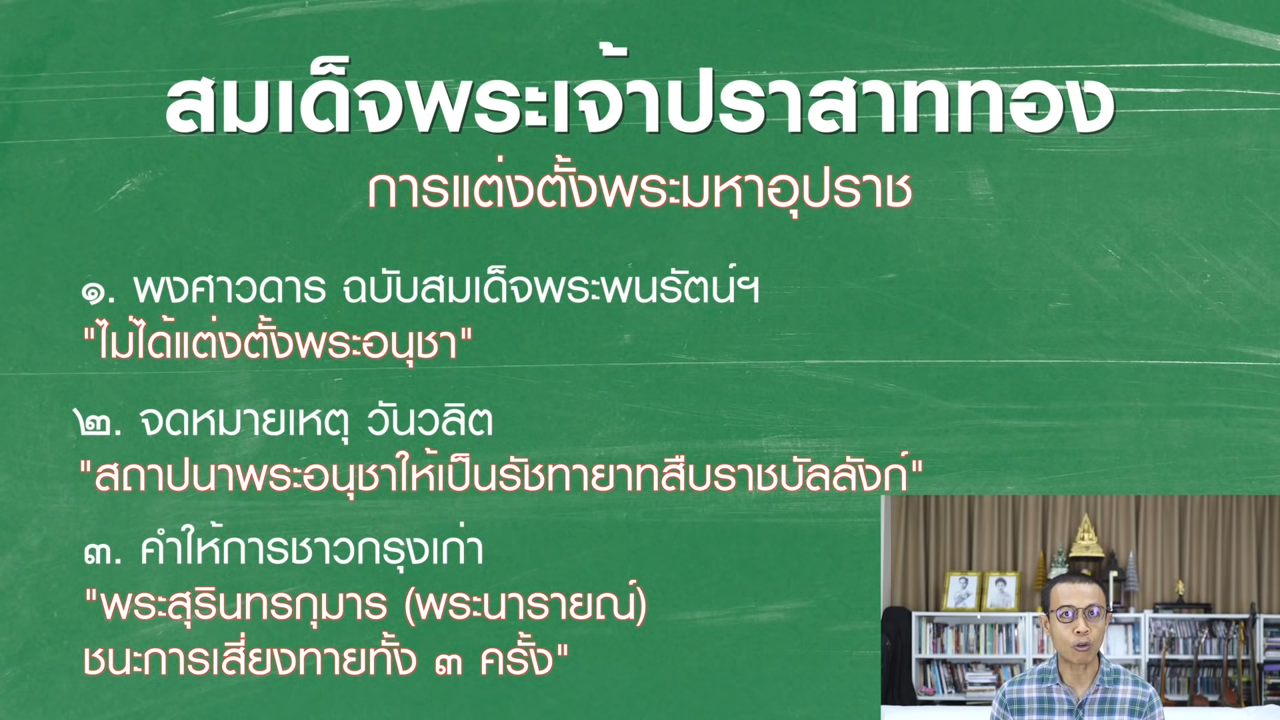 สมเด็จพระเจ้าปราสาททอง
การแต่งตั้งพระมหาอุปราช
๑. พงศาวดาร ฉบับสมเด็จพระพนรัตน์ฯ
"ไม่ได้แต่งตั้งพระอนุชา"
๒. จดหมายเหตุ วันวลิต
"สถาปนาพระอนุชาให้เป็นรัชทายาทสืบราชบัลลังก์"
๓. คำให้การชาวกรุงเก่า
"พระสุรินทรกุมาร (พระนารายณ์)
ชนะการเสี่ยงทายทั้ง ๓ ครั้ง"